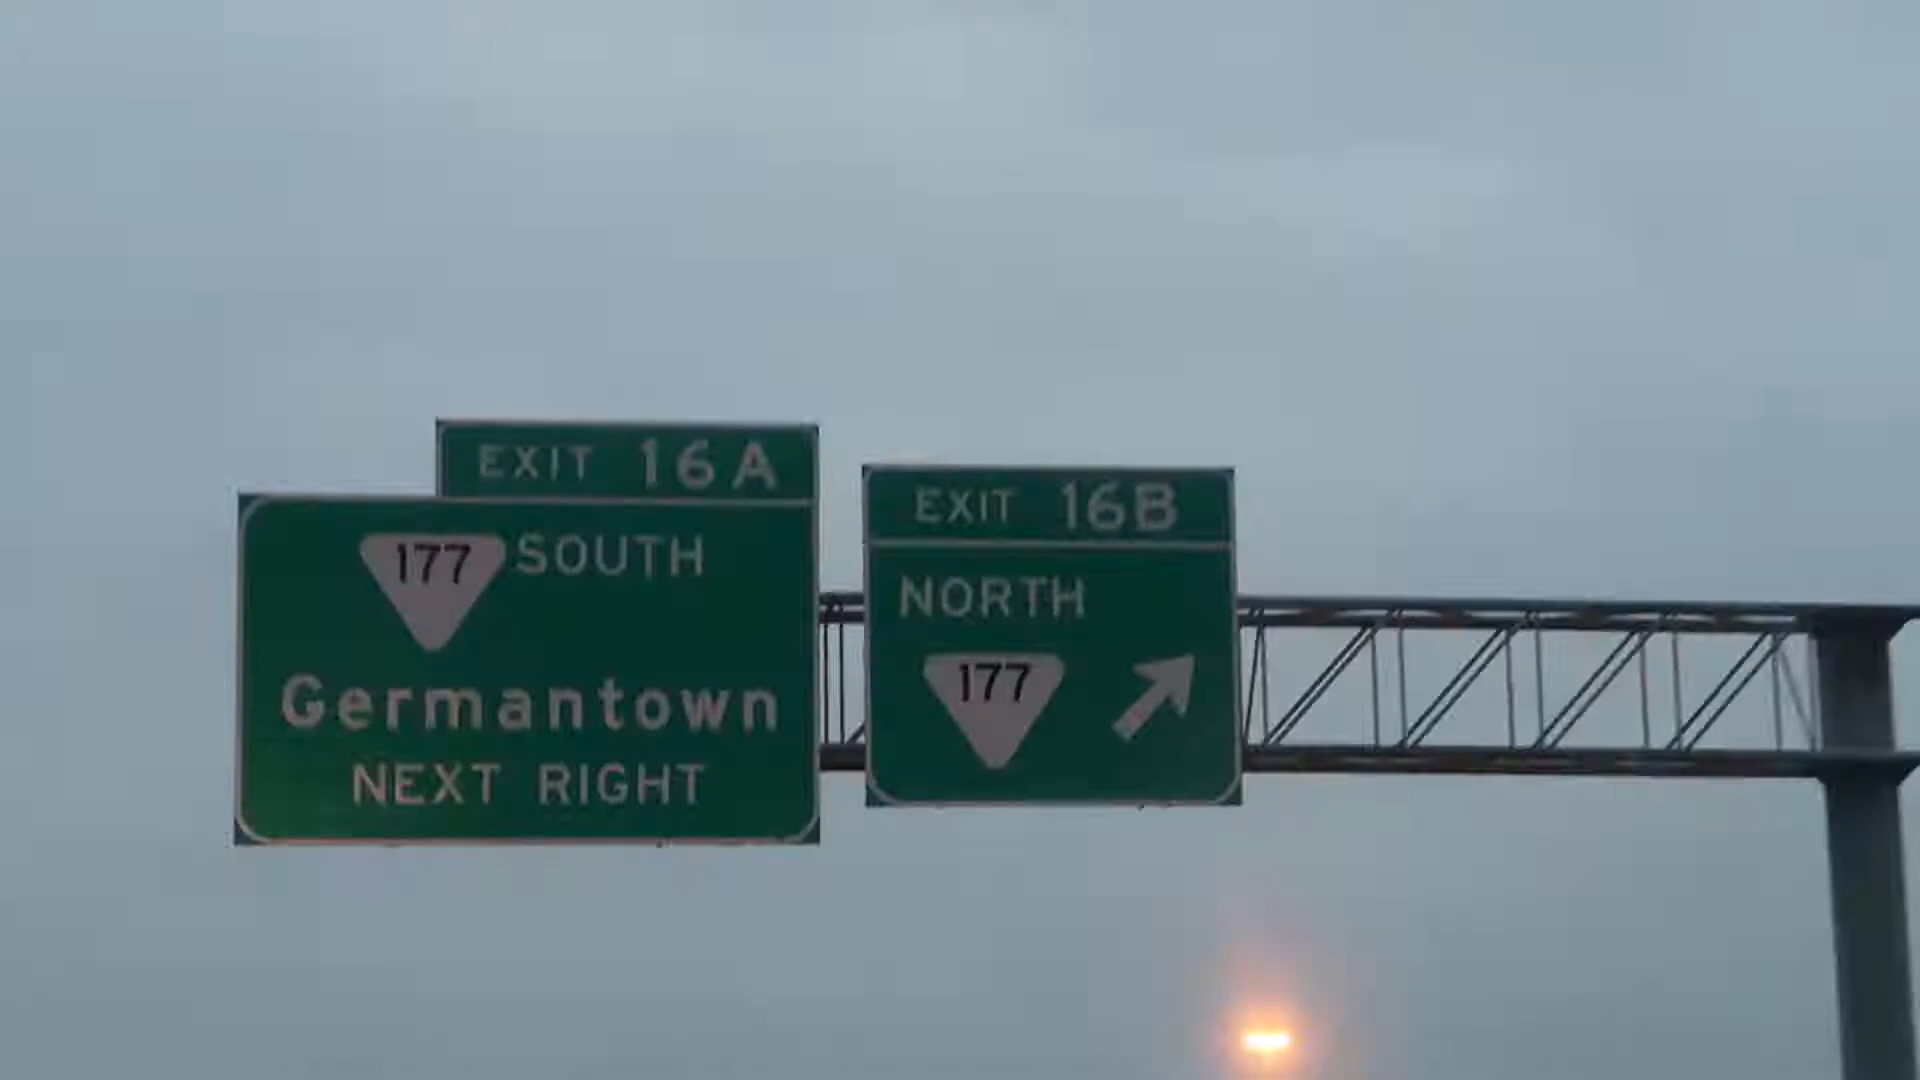 EXIT 16A
177 SOUTH
Germantown
NEXT RIGHT
EXIT 16B
NORTH
177